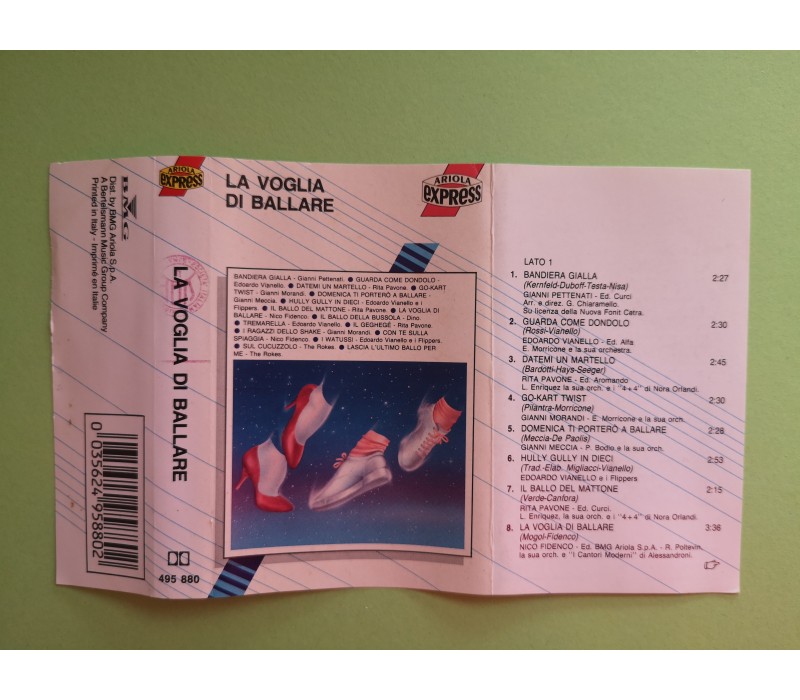 BMG
Dist. by BMG Ariola S.p.A.
A Bertelsmann Music Group Company
Printed in Italy - Imprimé en Italie
0 035624 958802
ARIOLA
EXPRESS
LA VOGLIA DI BALLARE
495 880
LA VOGLIA
DI BALLARE
ARIOLA
EXPRESS
BANDIERA GIALLA - Gianni Pettenati. ● GUARDA COME DONDOLO -
Edoardo Vianello. ● DATEMI UN MARTELLO - Rita Pavone. ● GO-KART
TWIST - Gianni Morandi. ● DOMENICA TI PORTERÒ A BALLARE -
Gianni Meccia. ● HULLY GULLY IN DIECI - Edoardo Vianello e i
Flippers. ● IL BALLO DEL MATTONE - Rita Pavone. ● LA VOGLIA DI
BALLARE - Nico Fidenco. ● IL BALLO DELLA BUSSOLA - Dino.
● TREMARELLA - Edoardo Vianello. ● IL GEGHEGÈ - Rita Pavone.
● I RAGAZZI DELLO SHAKE - Gianni Morandi. ● CON TE SULLA
SPIAGGIA - Nico Fidenco. ● I WATUSSI - Edoardo Vianello e i Flippers.
● SUL CUCUZZOLO - The Rokes. ● LASCIA L'ULTIMO BALLO PER
ME - The Rokes.
LATO 1
1. BANDIERA GIALLA 2:27
(Kernfeld-Duboff-Testa-Nisa)
GIANNI PETTENATI - Ed. Curci
Arr. e direz. G. Chiaramello.
Su licenza della Nuova Fonit Cetra.
2. GUARDA COME DONDOLO 2:30
(Rossi-Vianello)
EDOARDO VIANELLO - Ed. Alfa
E. Morricone e la sua orchestra.
3. DATEMI UN MARTELLO 2:45
(Bardotti-Hays-Seeger)
RITA PAVONE - Ed. Aromando
L. Enriquez la sua orch. e i "4+4" di Nora Orlandi.
4. GO-KART TWIST 2:30
(Pilantra-Morricone)
GIANNI MORANDI - E. Morricone e la sua orch.
5. DOMENICA TI PORTERÒ A BALLARE 2:28
(Meccia-De Paolis)
GIANNI MECCIA - P. Bodio e la sua orch.
6. HULLY GULLY IN DIECI 2:53
(Trad.-Elab. Migliacci-Vianello)
EDOARDO VIANELLO e i Flippers
7. IL BALLO DEL MATTONE 2:15
(Verde-Canfora)
RITA PAVONE - Ed. Curci.
L. Enriquez, la sua orch. e i "4+4" di Nora Orlandi.
8. LA VOGLIA DI BALLARE 3:36
(Mogol-Fidenco)
NICO FIDENCO - Ed. BMG Ariola S.p.A. - R. Poitevin,
la sua orch. e "I Cantori Moderni" di Alessandroni.